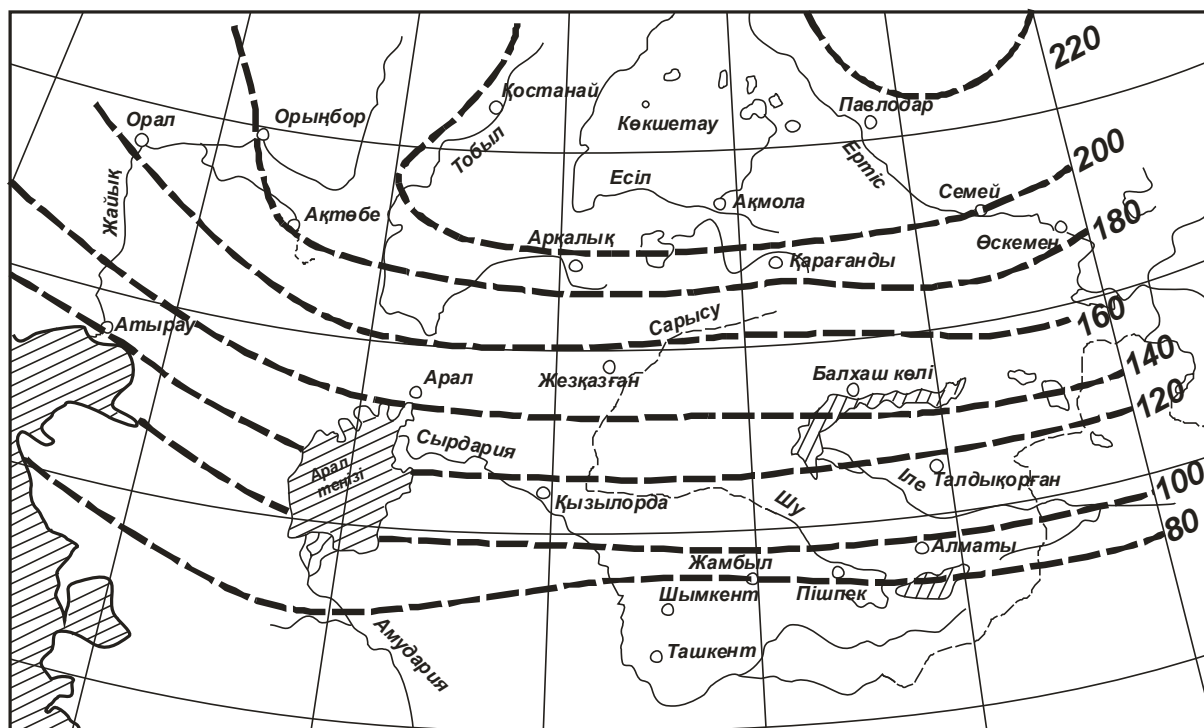 220
Қостанай
Павлодар
Орал
Орыңбор
Көкшетау
Тобыл
Ертіс
200
Есіл
Семей
Жайық
Ақмола
180
Ақтөбе
Арқалық
Өскемен
Қарағанды
160
Атырау
Сарысу
140
Арал
Жезқазған
Балхаш көлі
120
Сырдария
Арал
теңізі
Іле
Талдықорған
100
Қызылорда
Шу
80
Алматы
Жамбыл
Шымкент
Пішпек
Амудария
Ташкент